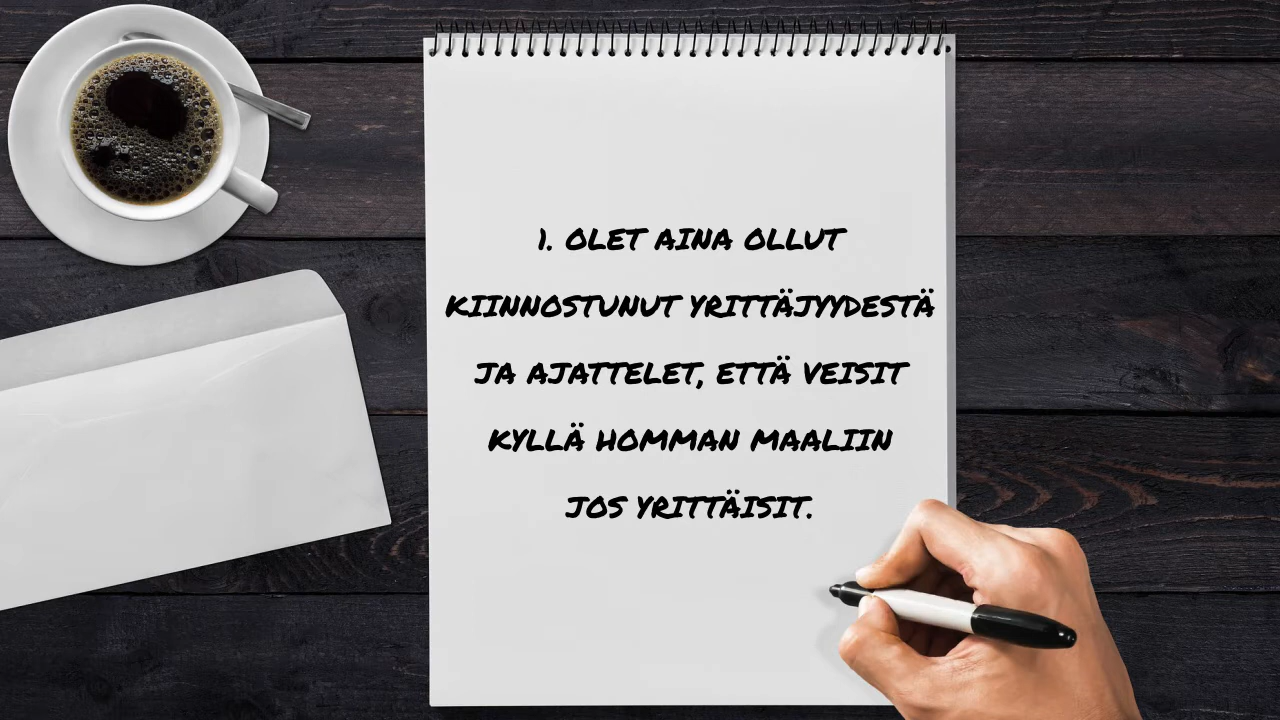 1. OLET AINA OLLUT
KIINNOSTUNUT YRITTÄJYYDESTÄ
JA AJATTELET, ETTÄ VEISIT
KYLLÄ HOMMAN MAALIIN
JOS YRITTÄISIT.